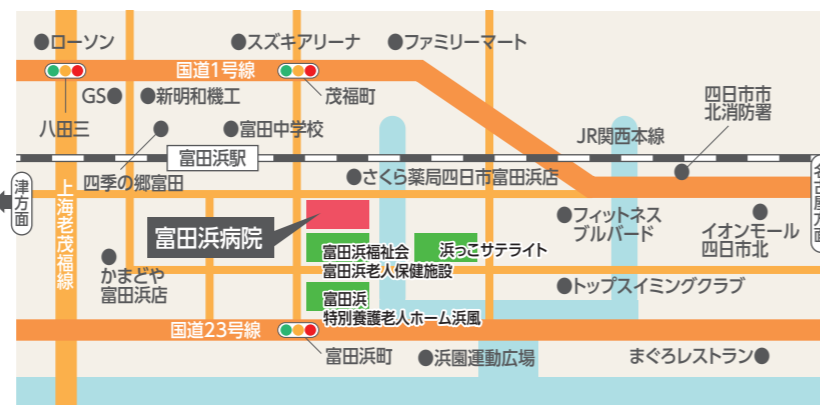 ●ローソン
●スズキアリーナ
●ファミリーマート
国道1号線
GS●
●新明和機工
茂福町
四日市市
北消防署
八田三
●富田中学校
JR関西本線
富田浜駅
四季の郷富田
●さくら薬局四日市富田浜店
津方面
名古屋方面
上海老茂福線
富田浜病院
●フィットネス
ブルバード
イオンモール
四日市北
富田浜福祉会
富田浜老人保健施設
浜っこサテライト
かまどや
富田浜店
●トップスイミングクラブ
富田浜
特別養護老人ホーム浜風
国道23号線
富田浜町
●浜園運動広場
まぐろレストラン●